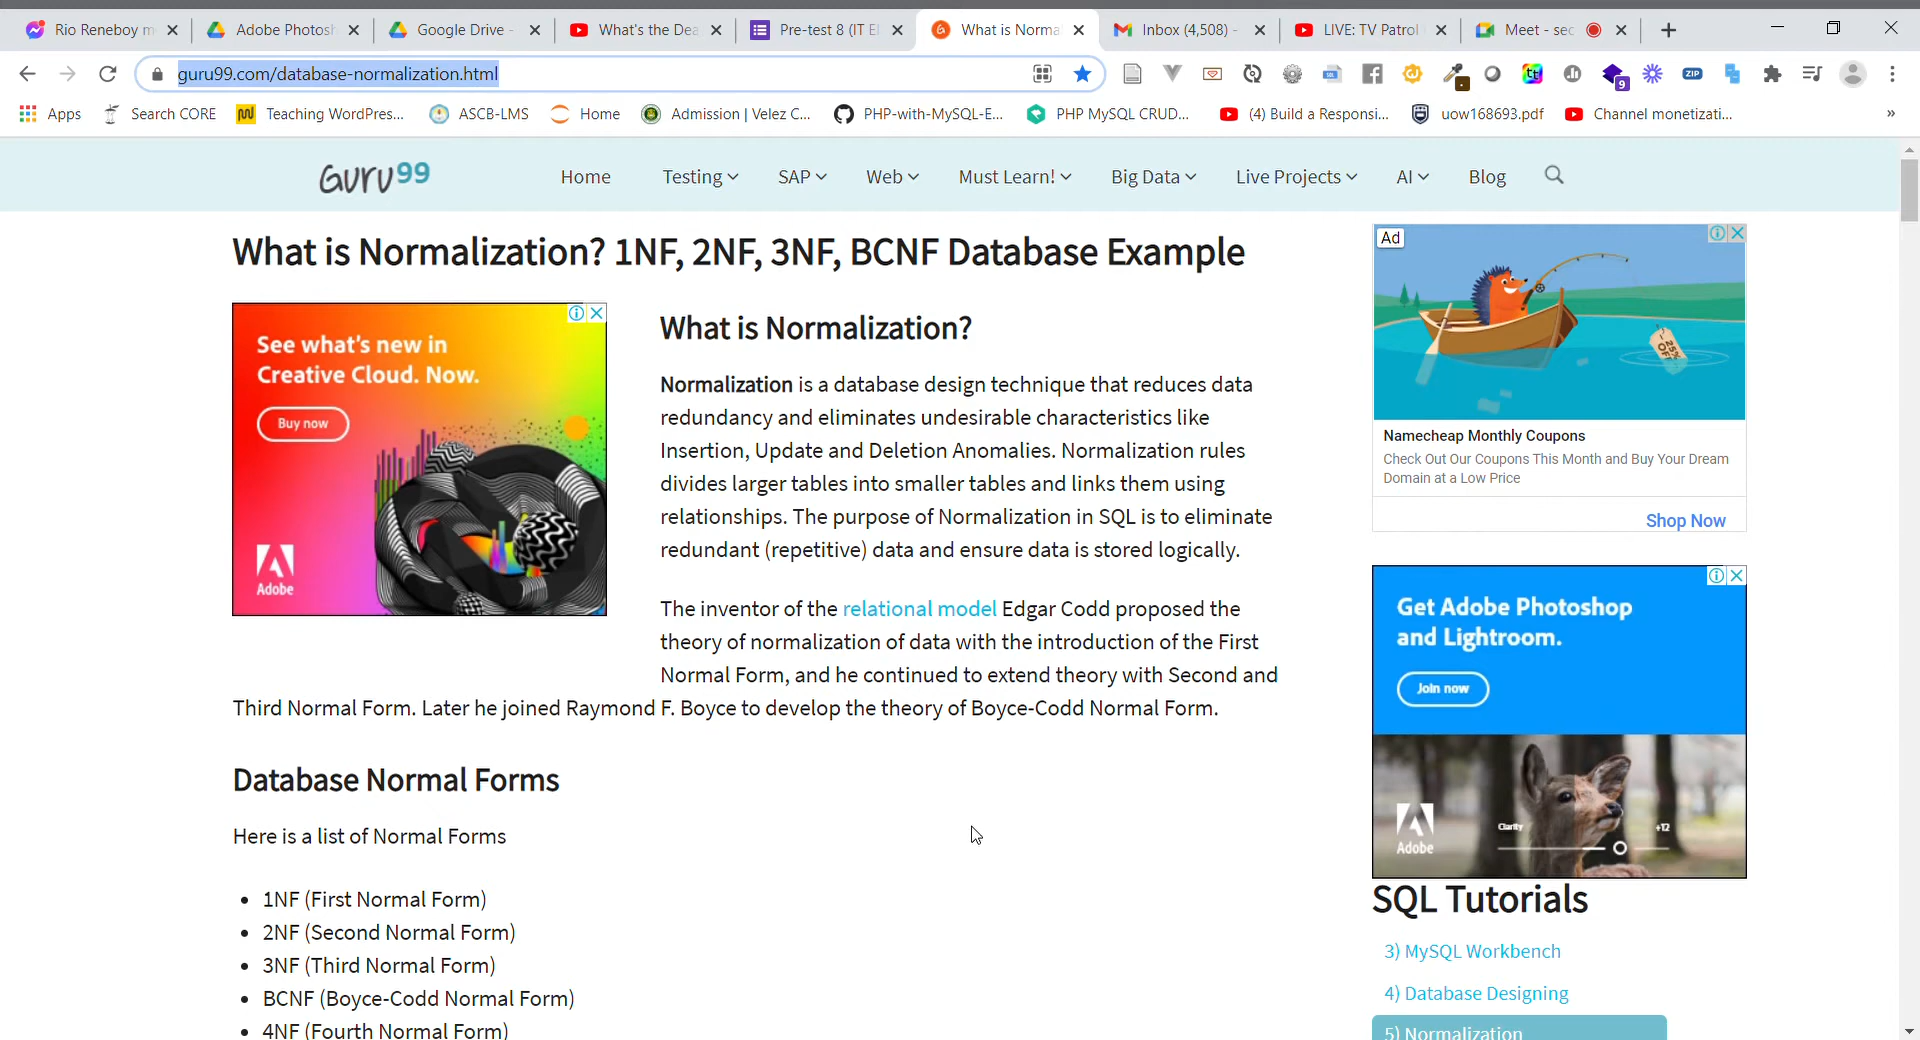 Rio Reneboy m
Adobe Photosh
Google Drive -
What's the Dea
Pre-test 8 (IT El
What is Norma
Inbox (4,508) -
LIVE: TV Patrol
Meet - sec
guru99.com/database-normalization.html
9
ZIP
Apps
Search CORE
Teaching WordPres...
ASCB-LMS
Home
Admission | Velez C...
PHP-with-MySQL-E...
PHP MySQL CRUD...
(4) Build a Responsi...
uow168693.pdf
Channel monetizati...
»
Guru99
Home
Testing
SAP
Web
Must Learn!
Big Data
Live Projects
AI
Blog
What is Normalization? 1NF, 2NF, 3NF, BCNF Database Example
See what's new in
Creative Cloud. Now.
Buy now
Adobe
What is Normalization?
Normalization is a database design technique that reduces data
redundancy and eliminates undesirable characteristics like
Insertion, Update and Deletion Anomalies. Normalization rules
divides larger tables into smaller tables and links them using
relationships. The purpose of Normalization in SQL is to eliminate
redundant (repetitive) data and ensure data is stored logically.
The inventor of the relational model Edgar Codd proposed the
theory of normalization of data with the introduction of the First
Normal Form, and he continued to extend theory with Second and
Third Normal Form. Later he joined Raymond F. Boyce to develop the theory of Boyce-Codd Normal Form.
Database Normal Forms
Here is a list of Normal Forms
• 1NF (First Normal Form)
• 2NF (Second Normal Form)
• 3NF (Third Normal Form)
• BCNF (Boyce-Codd Normal Form)
• 4NF (Fourth Normal Form)
Ad
25%
OFF
Namecheap Monthly Coupons
Check Out Our Coupons This Month and Buy Your Dream
Domain at a Low Price
Shop Now
Get Adobe Photoshop
and Lightroom.
Join now
Adobe
Clarity
+12
SQL Tutorials
3) MySQL Workbench
4) Database Designing
5) Normalization